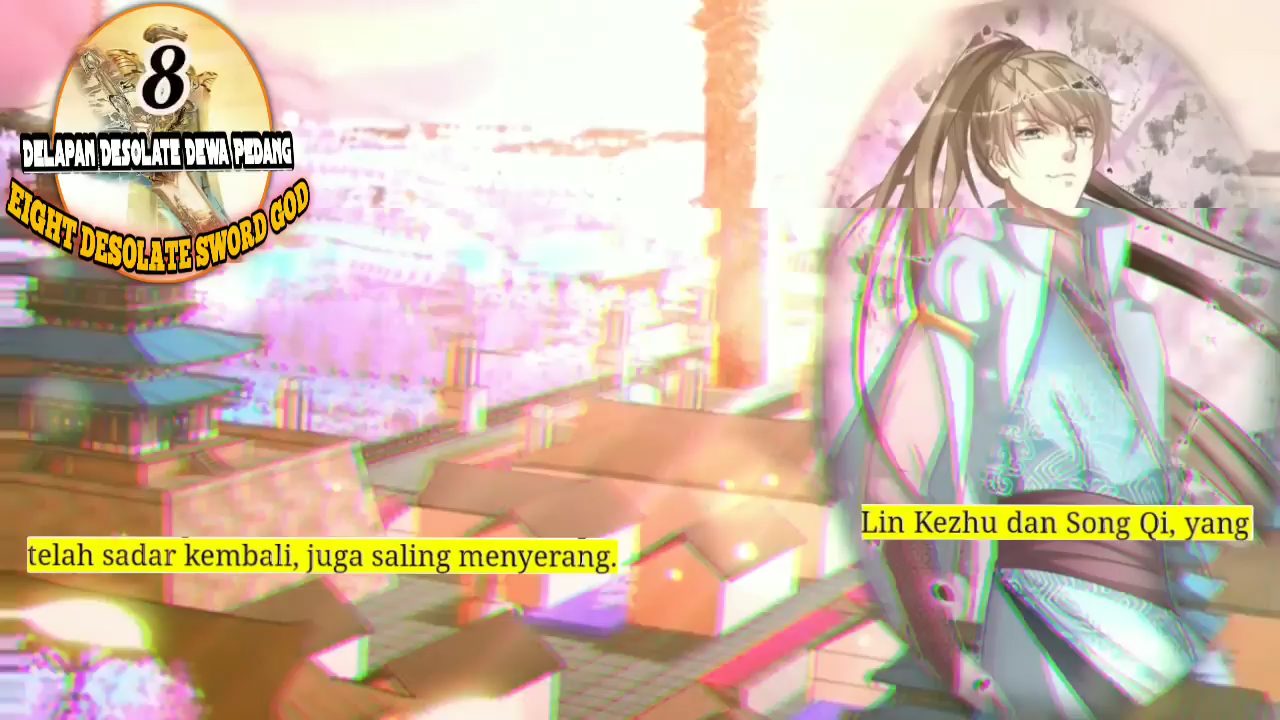 8
DELAPAN DESOLATE DEWA PEDANG
EIGHT DESOLATE SWORD GOD
Lin Kezhu dan Song Qi, yang
telah sadar kembali, juga saling menyerang.